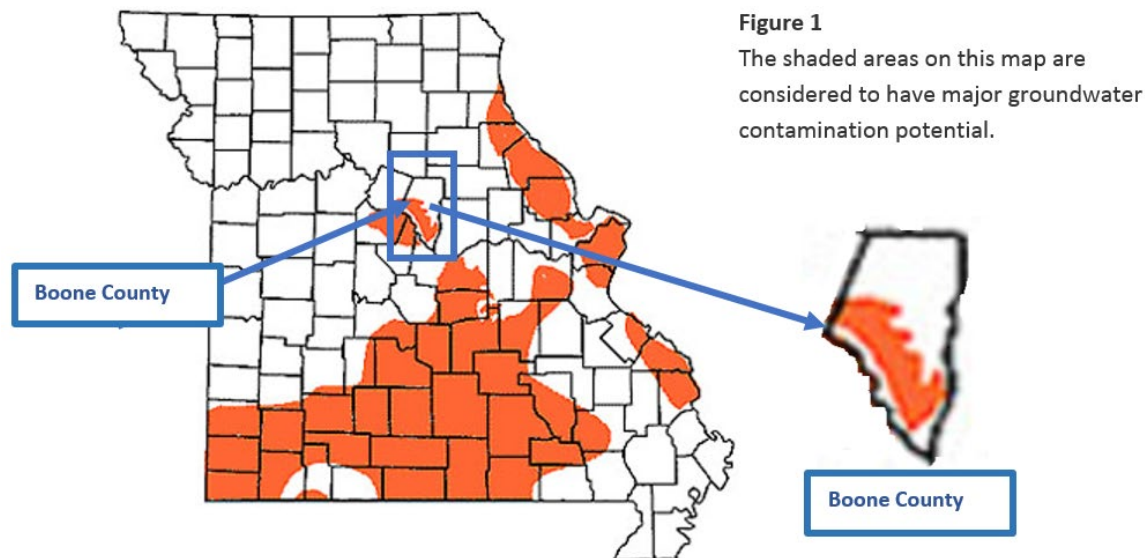 Figure 1
The shaded areas on this map are
considered to have major groundwater
contamination potential.
Boone County
Boone County